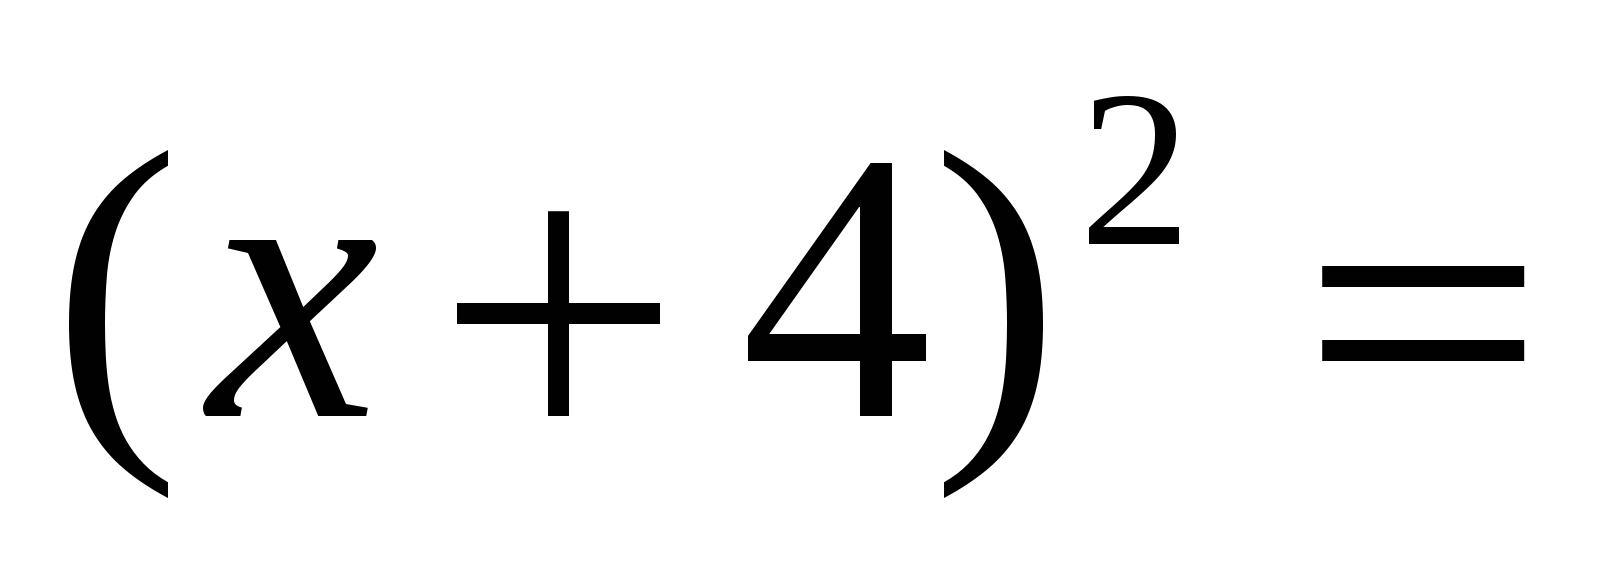 (x + 4)² =